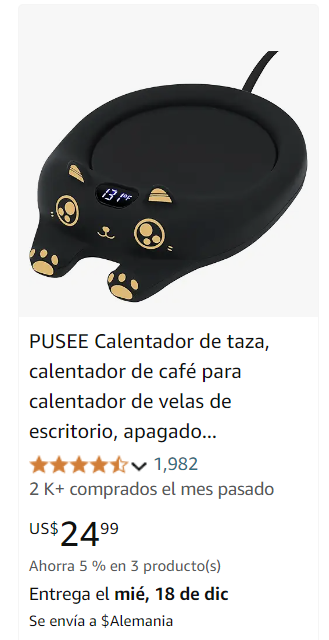 131°F
PUSEE Calentador de taza,
calentador de café para
calentador de velas de
escritorio, apagado...
1,982
2 K+ comprados el mes pasado
US$24⁹⁹
Ahorra 5 % en 3 producto(s)
Entrega el mié, 18 de dic
Se envía a $Alemania